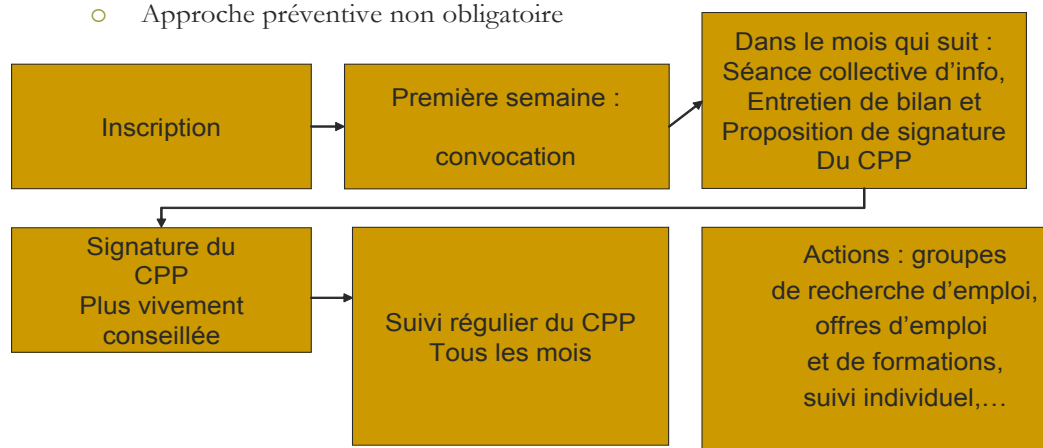 o Approche préventive non obligatoire
Inscription
Première semaine :
convocation
Dans le mois qui suit :
Séance collective d'info,
Entretien de bilan et
Proposition de signature
Du CPP
Signature du
CPP
Plus vivement
conseillée
Suivi régulier du CPP
Tous les mois
Actions : groupes
de recherche d'emploi,
offres d'emploi
et de formations,
suivi individuel,…